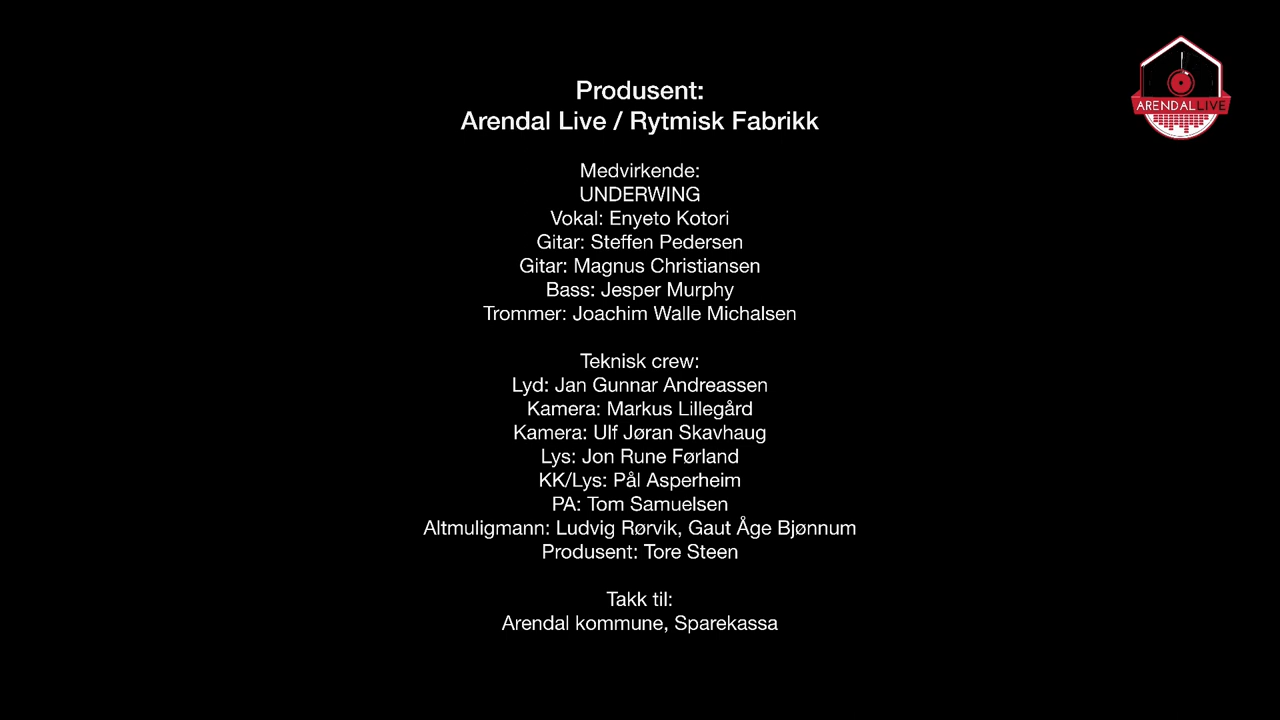 Produsent:
Arendal Live / Rytmisk Fabrikk
ARENDALLIVE
Medvirkende:
UNDERWING
Vokal: Enyeto Kotori
Gitar: Steffen Pedersen
Gitar: Magnus Christiansen
Bass: Jesper Murphy
Trommer: Joachim Walle Michalsen
Teknisk crew:
Lyd: Jan Gunnar Andreassen
Kamera: Markus Lillegård
Kamera: Ulf Jøran Skavhaug
Lys: Jon Rune Førland
KK/Lys: Pål Asperheim
PA: Tom Samuelsen
Altmuligmann: Ludvig Rørvik, Gaut Åge Bjønnum
Produsent: Tore Steen
Takk til:
Arendal kommune, Sparekassa